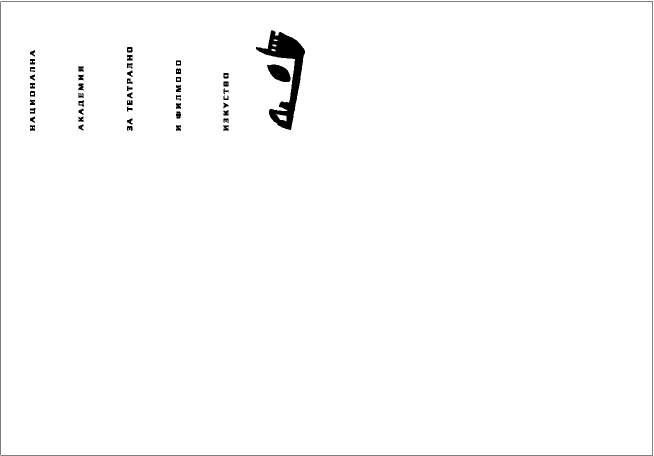 НАЦИОНАЛНА
АКАДЕМИЯ
ЗА ТЕАТРАЛНО
И ФИЛМОВО
ИЗКУСТВО